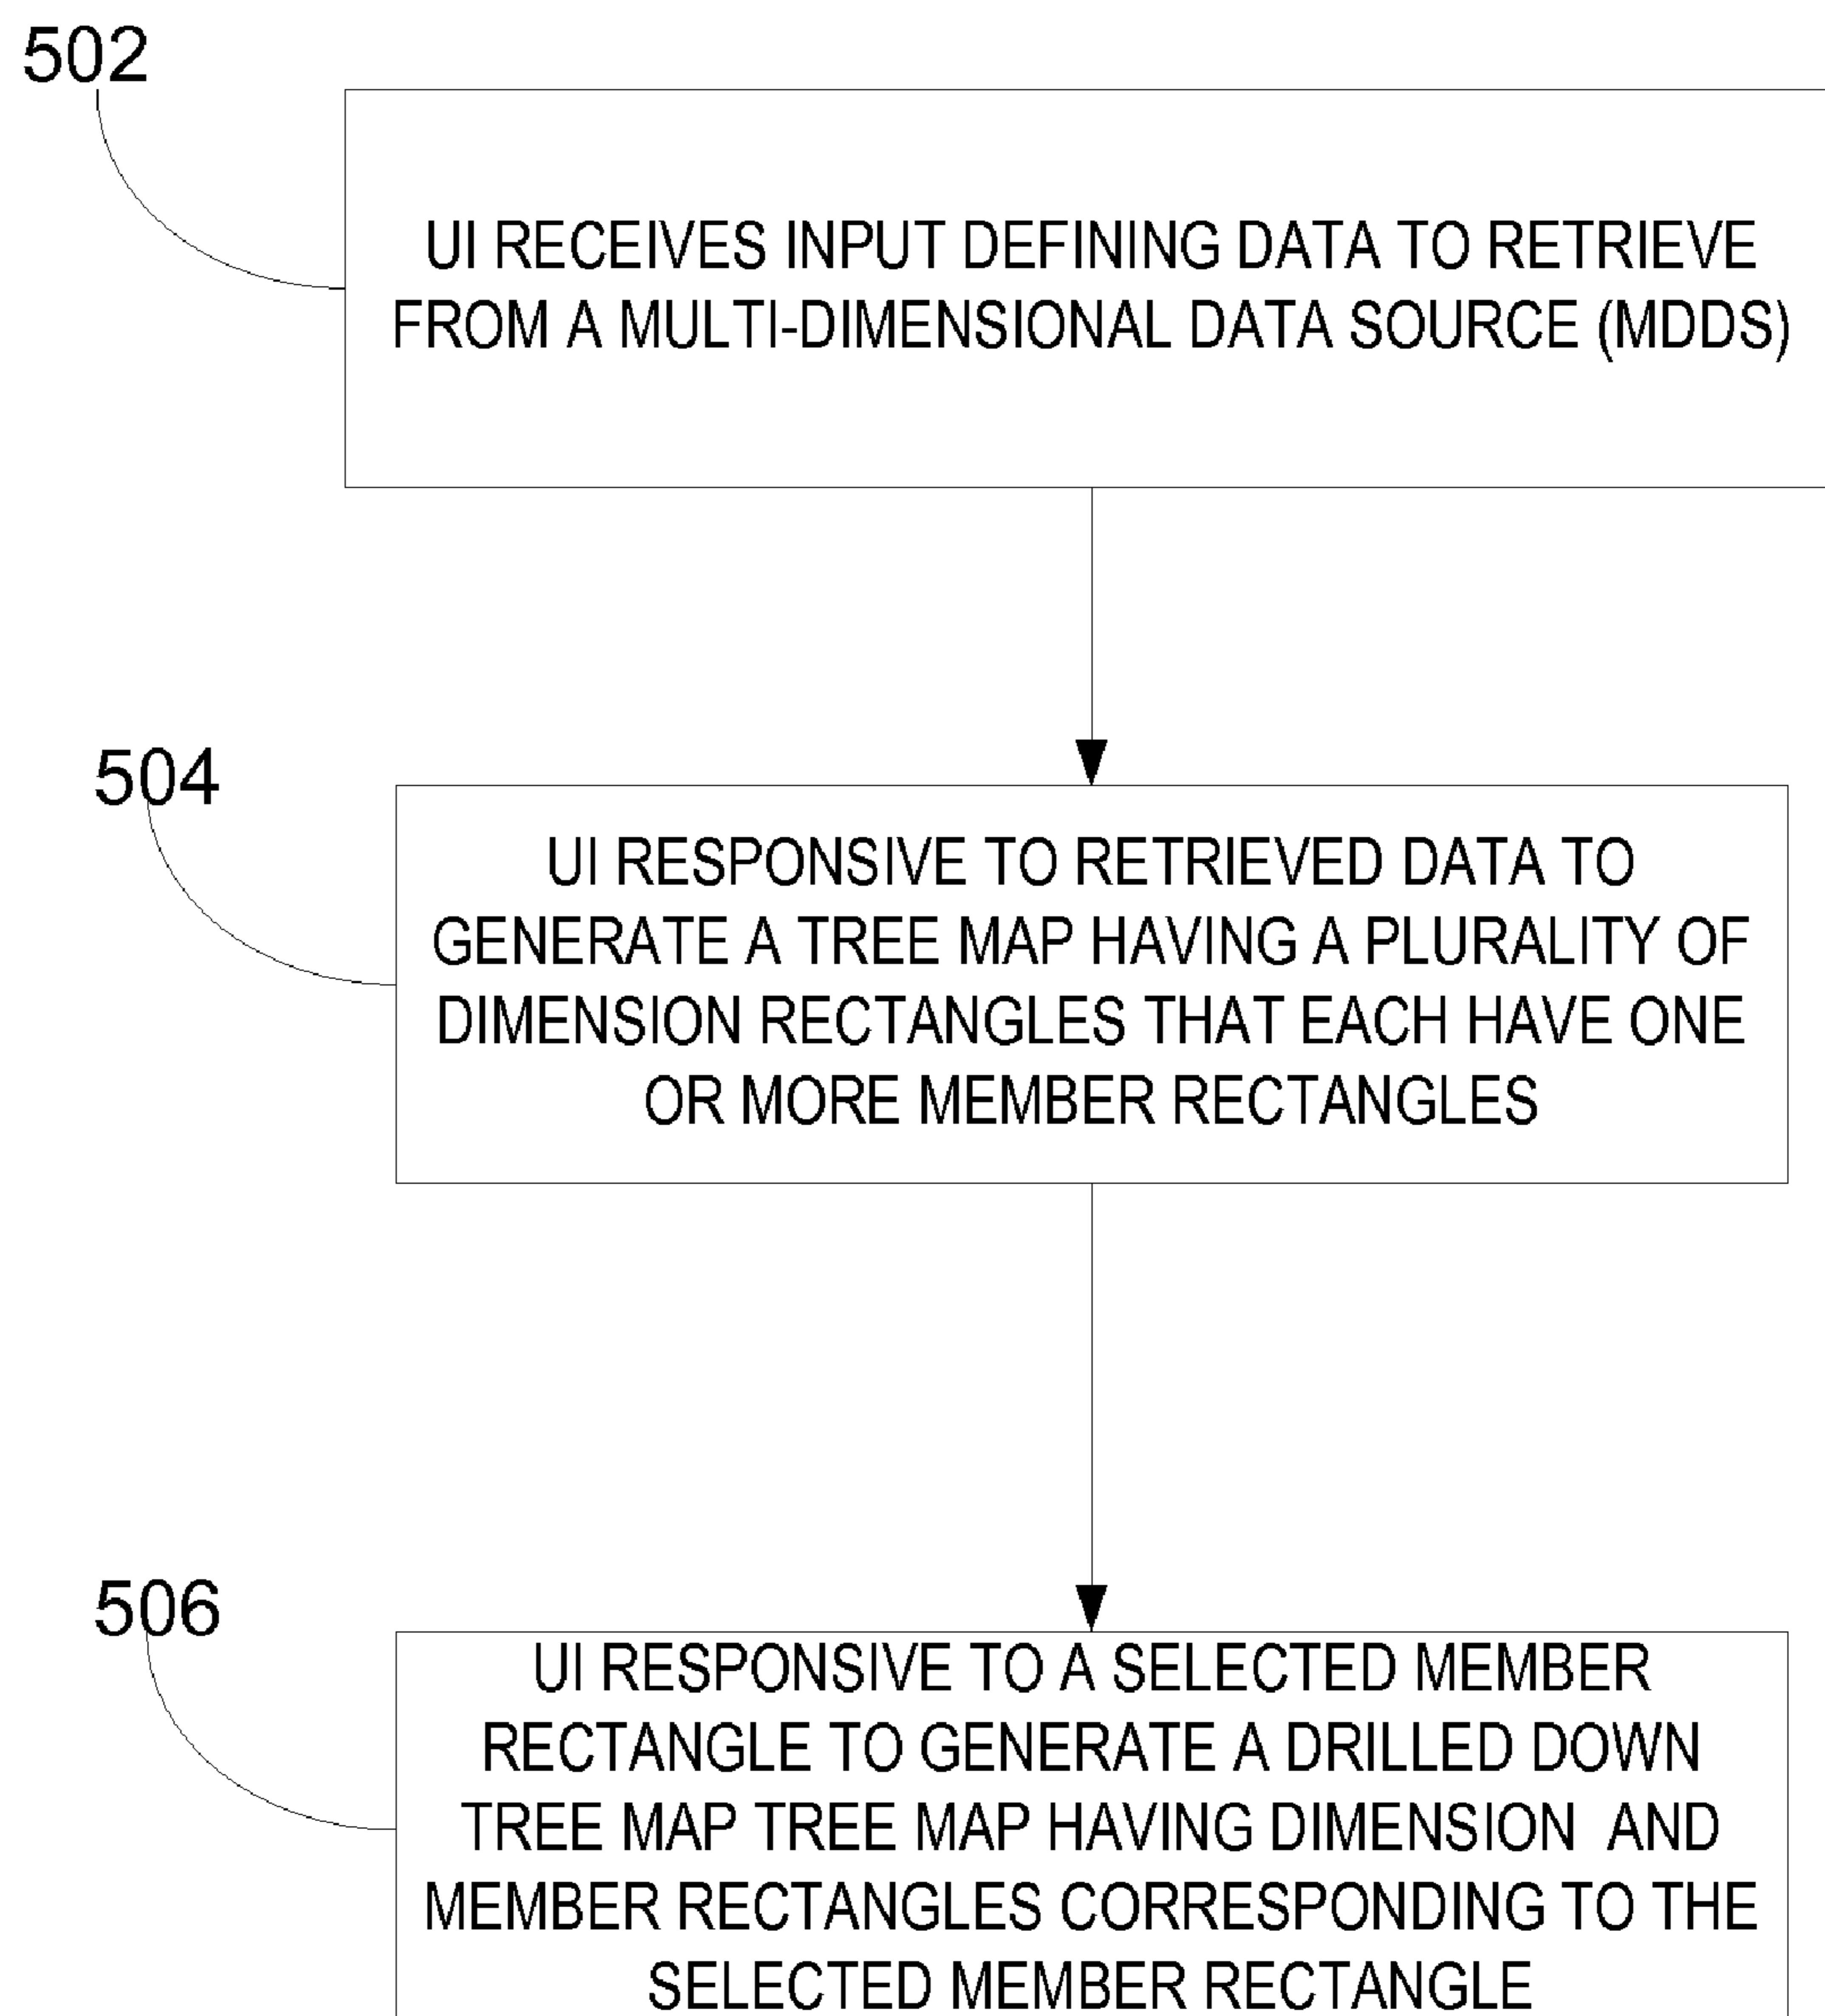 502
UI RECEIVES INPUT DEFINING DATA TO RETRIEVE
FROM A MULTI-DIMENSIONAL DATA SOURCE (MDDS)
504
UI RESPONSIVE TO RETRIEVED DATA TO
GENERATE A TREE MAP HAVING A PLURALITY OF
DIMENSION RECTANGLES THAT EACH HAVE ONE
OR MORE MEMBER RECTANGLES
506
UI RESPONSIVE TO A SELECTED MEMBER
RECTANGLE TO GENERATE A DRILLED DOWN
TREE MAP TREE MAP HAVING DIMENSION AND
MEMBER RECTANGLES CORRESPONDING TO THE
SELECTED MEMBER RECTANGLE